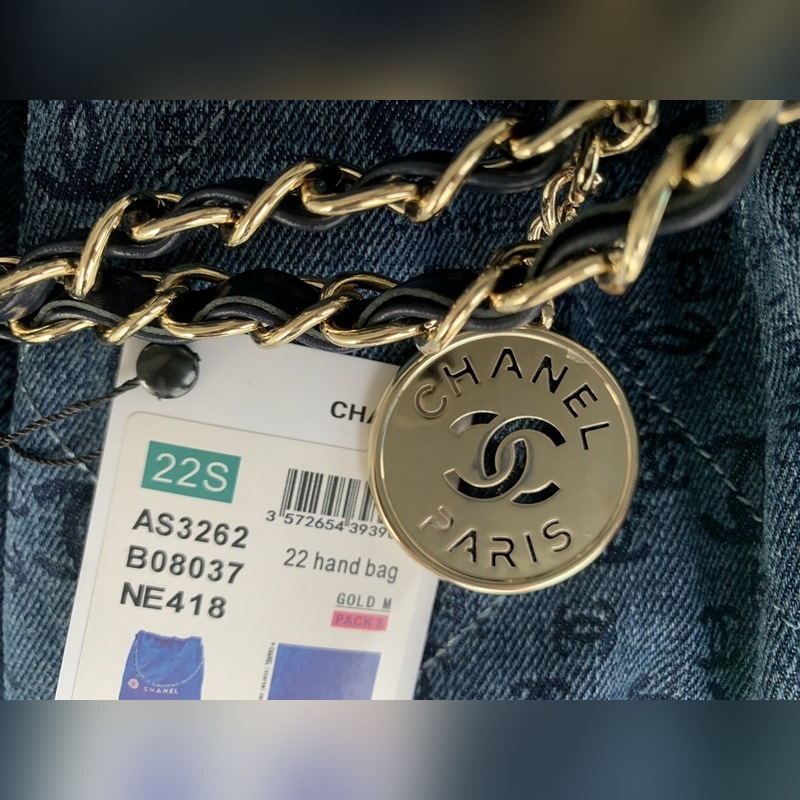 CHANEL
PARIS
CHA
22S
AS3262
B08037
NE418
3 572654 3939
22 hand bag
GOLD M
PACK S
CHANEL